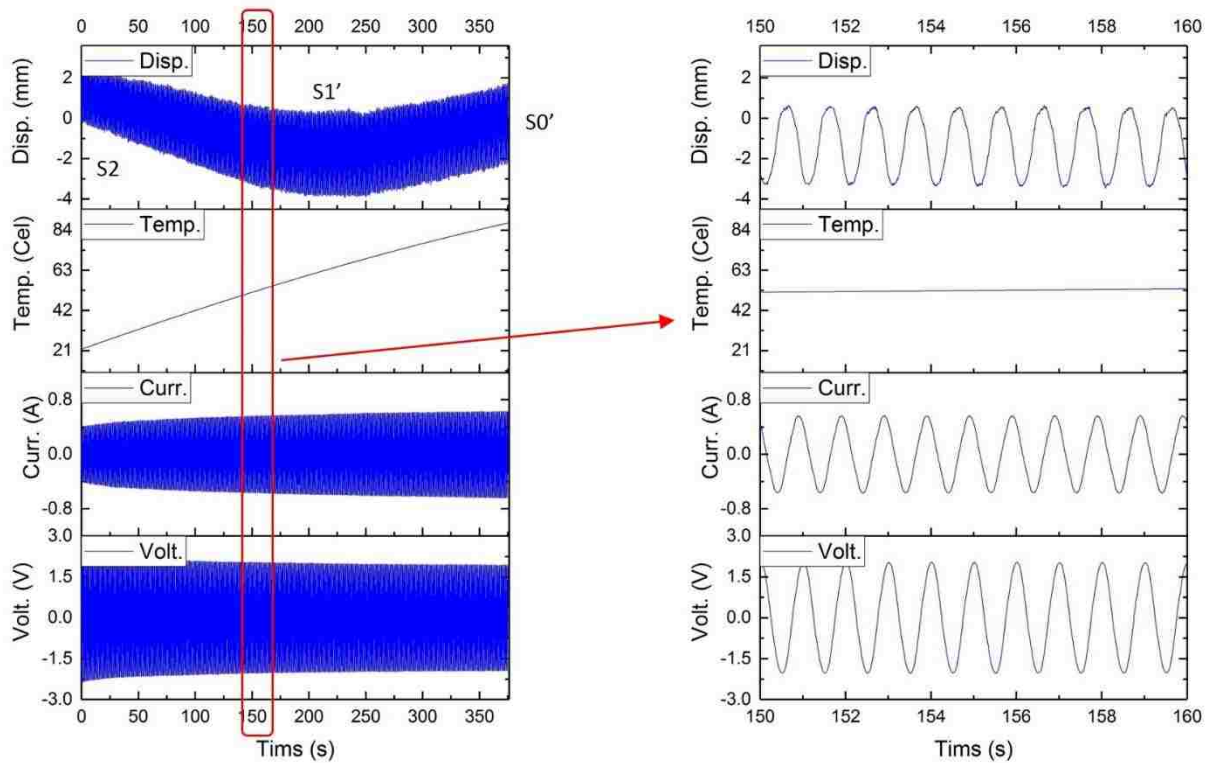 0 50 100 150 200 250 300 350
Disp.
Disp. (mm)
2
0
-2
-4
S2
S1’
S0’
Temp.
Temp. (Cel)
84
63
42
21
Curr.
Curr. (A)
0.8
0.0
-0.8
Volt.
Volt. (V)
3.0
1.5
0.0
-1.5
-3.0
0 50 100 150 200 250 300 350
Tims (s)
150 152 154 156 158 160
Disp.
Disp. (mm)
2
0
-2
-4
Temp.
Temp. (Cel)
84
63
42
21
Curr.
Curr. (A)
0.8
0.0
-0.8
Volt.
Volt. (V)
3.0
1.5
0.0
-1.5
-3.0
150 152 154 156 158 160
Tims (s)